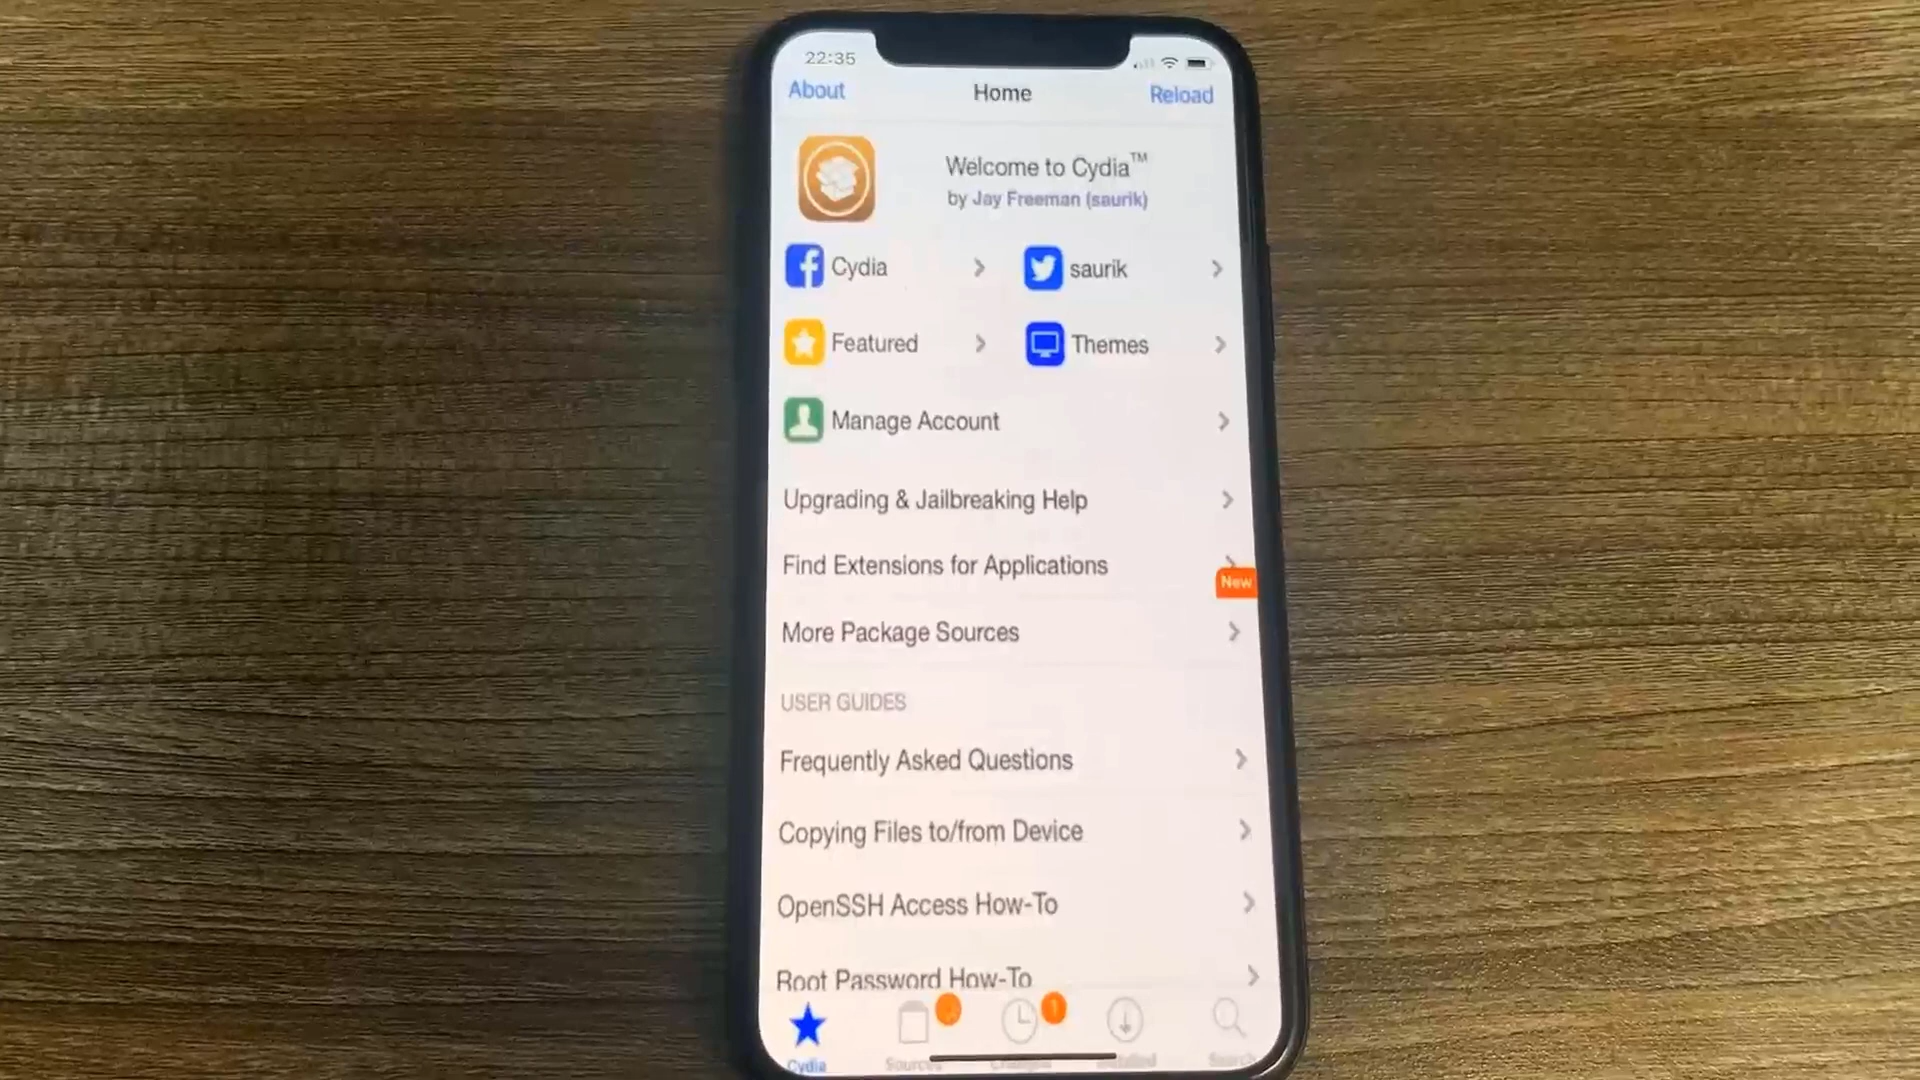 22:35
About Home Reload
Welcome to Cydia™
by Jay Freeman (saurik)
Cydia saurik
Featured Themes
Manage Account
Upgrading & Jailbreaking Help
Find Extensions for Applications
New
More Package Sources
USER GUIDES
Frequently Asked Questions
Copying Files to/from Device
OpenSSH Access How-To
Root Password How-To
1
Cydia Sources Search